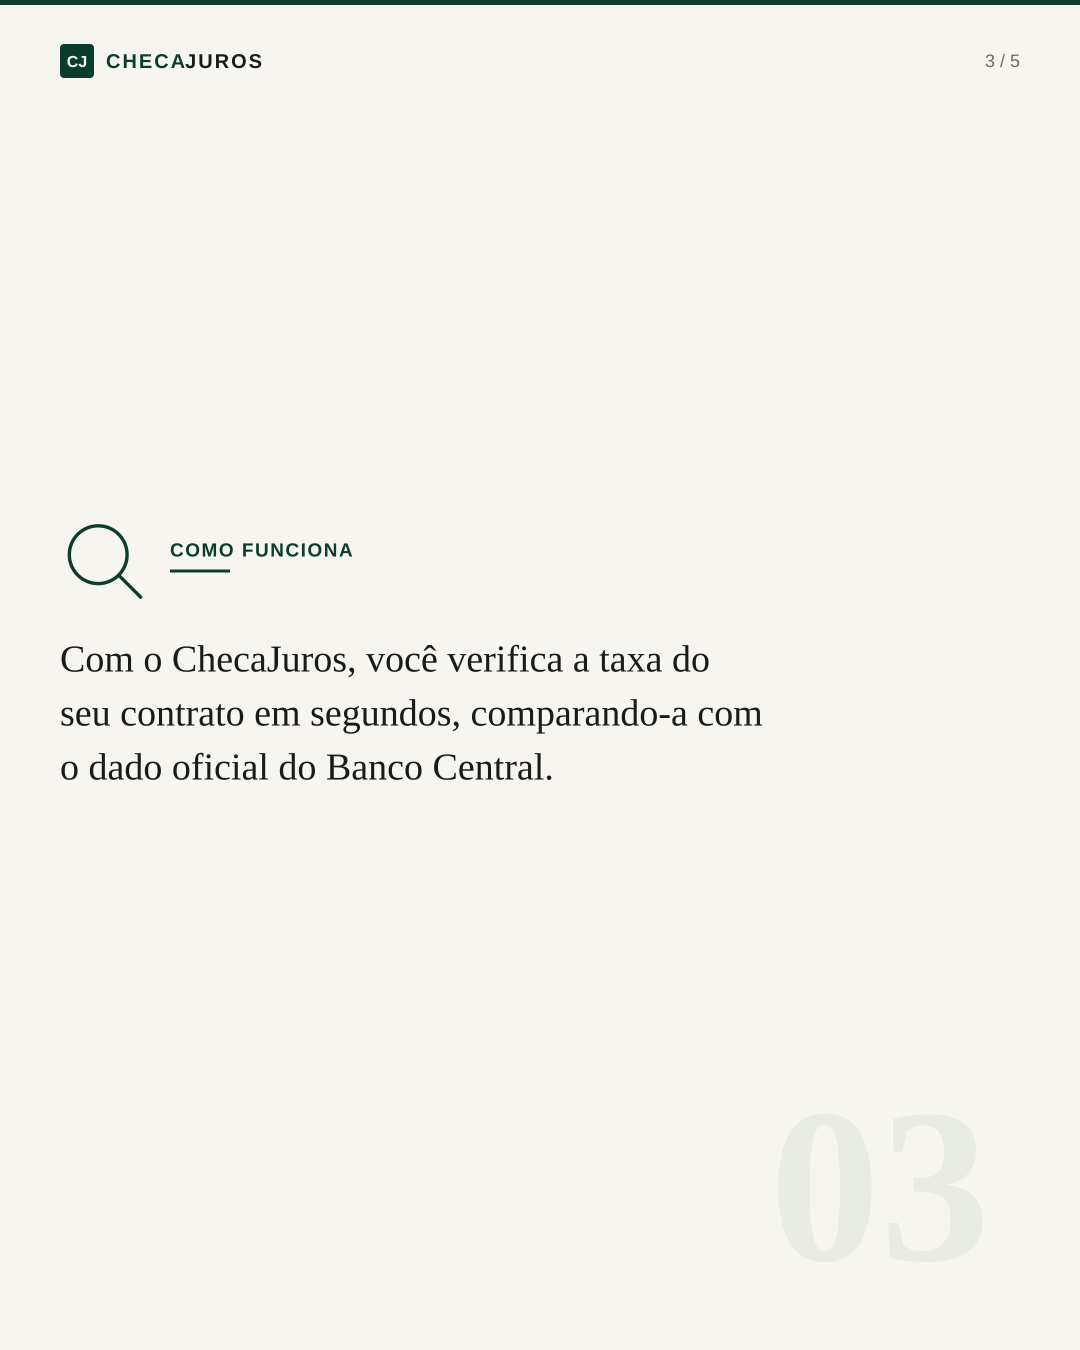 CJ CHECAJUROS
3 / 5
COMO FUNCIONA
Com o ChecaJuros, você verifica a taxa do
seu contrato em segundos, comparando-a com
o dado oficial do Banco Central.
03